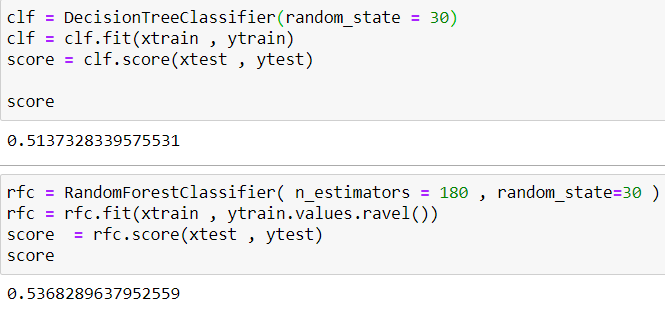 clf = DecisionTreeClassifier(random_state = 30)
clf = clf.fit(xtrain , ytrain)
score = clf.score(xtest , ytest)
score
0.5137328339575531
rfc = RandomForestClassifier( n_estimators = 180 , random_state=30 )
rfc = rfc.fit(xtrain , ytrain.values.ravel())
score  = rfc.score(xtest , ytest)
score
0.5368289637952559